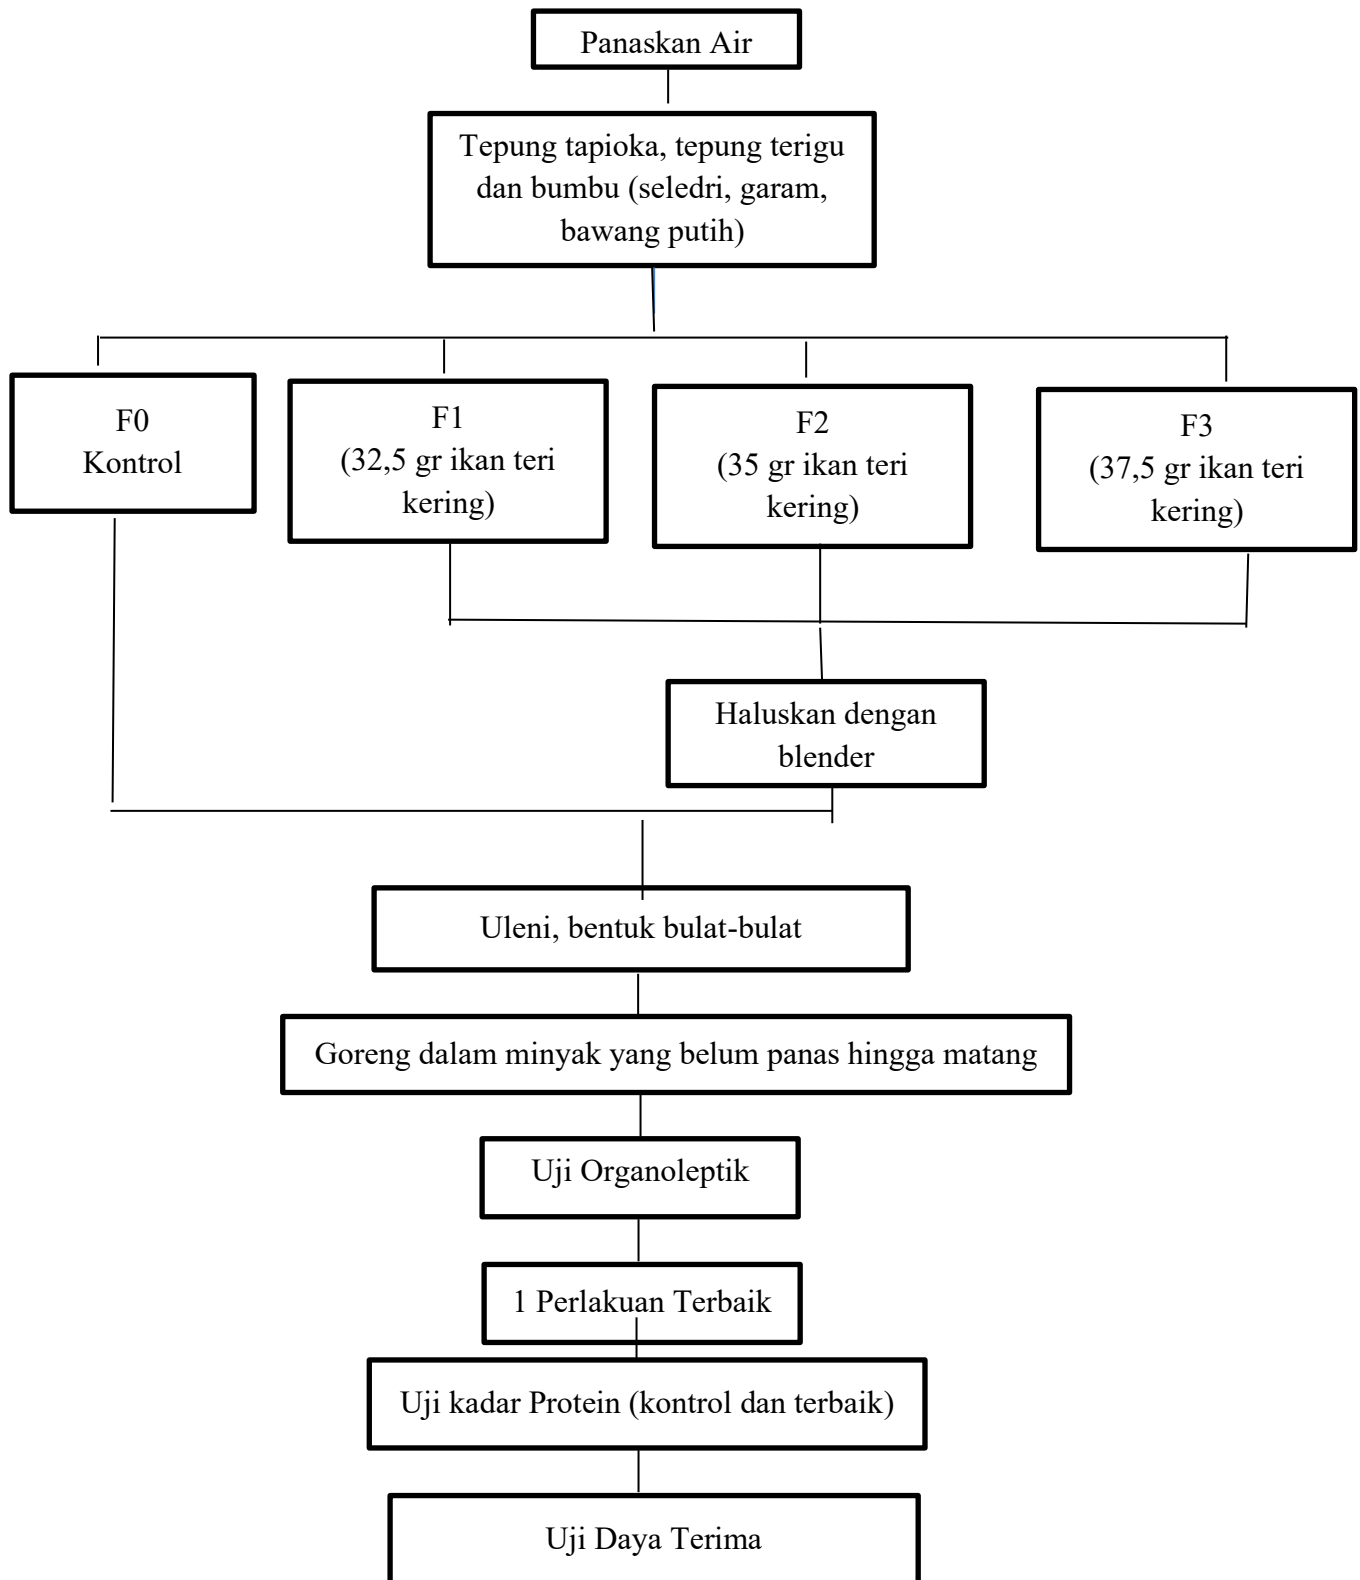 Panaskan Air
Tepung tapioka, tepung terigu
dan bumbu (seledri, garam,
bawang putih)
F0
Kontrol
F1
(32,5 gr ikan teri
kering)
F2
(35 gr ikan teri
kering)
F3
(37,5 gr ikan teri
kering)
Haluskan dengan
blender
Uleni, bentuk bulat-bulat
Goreng dalam minyak yang belum panas hingga matang
Uji Organoleptik
1 Perlakuan Terbaik
Uji kadar Protein (kontrol dan terbaik)
Uji Daya Terima